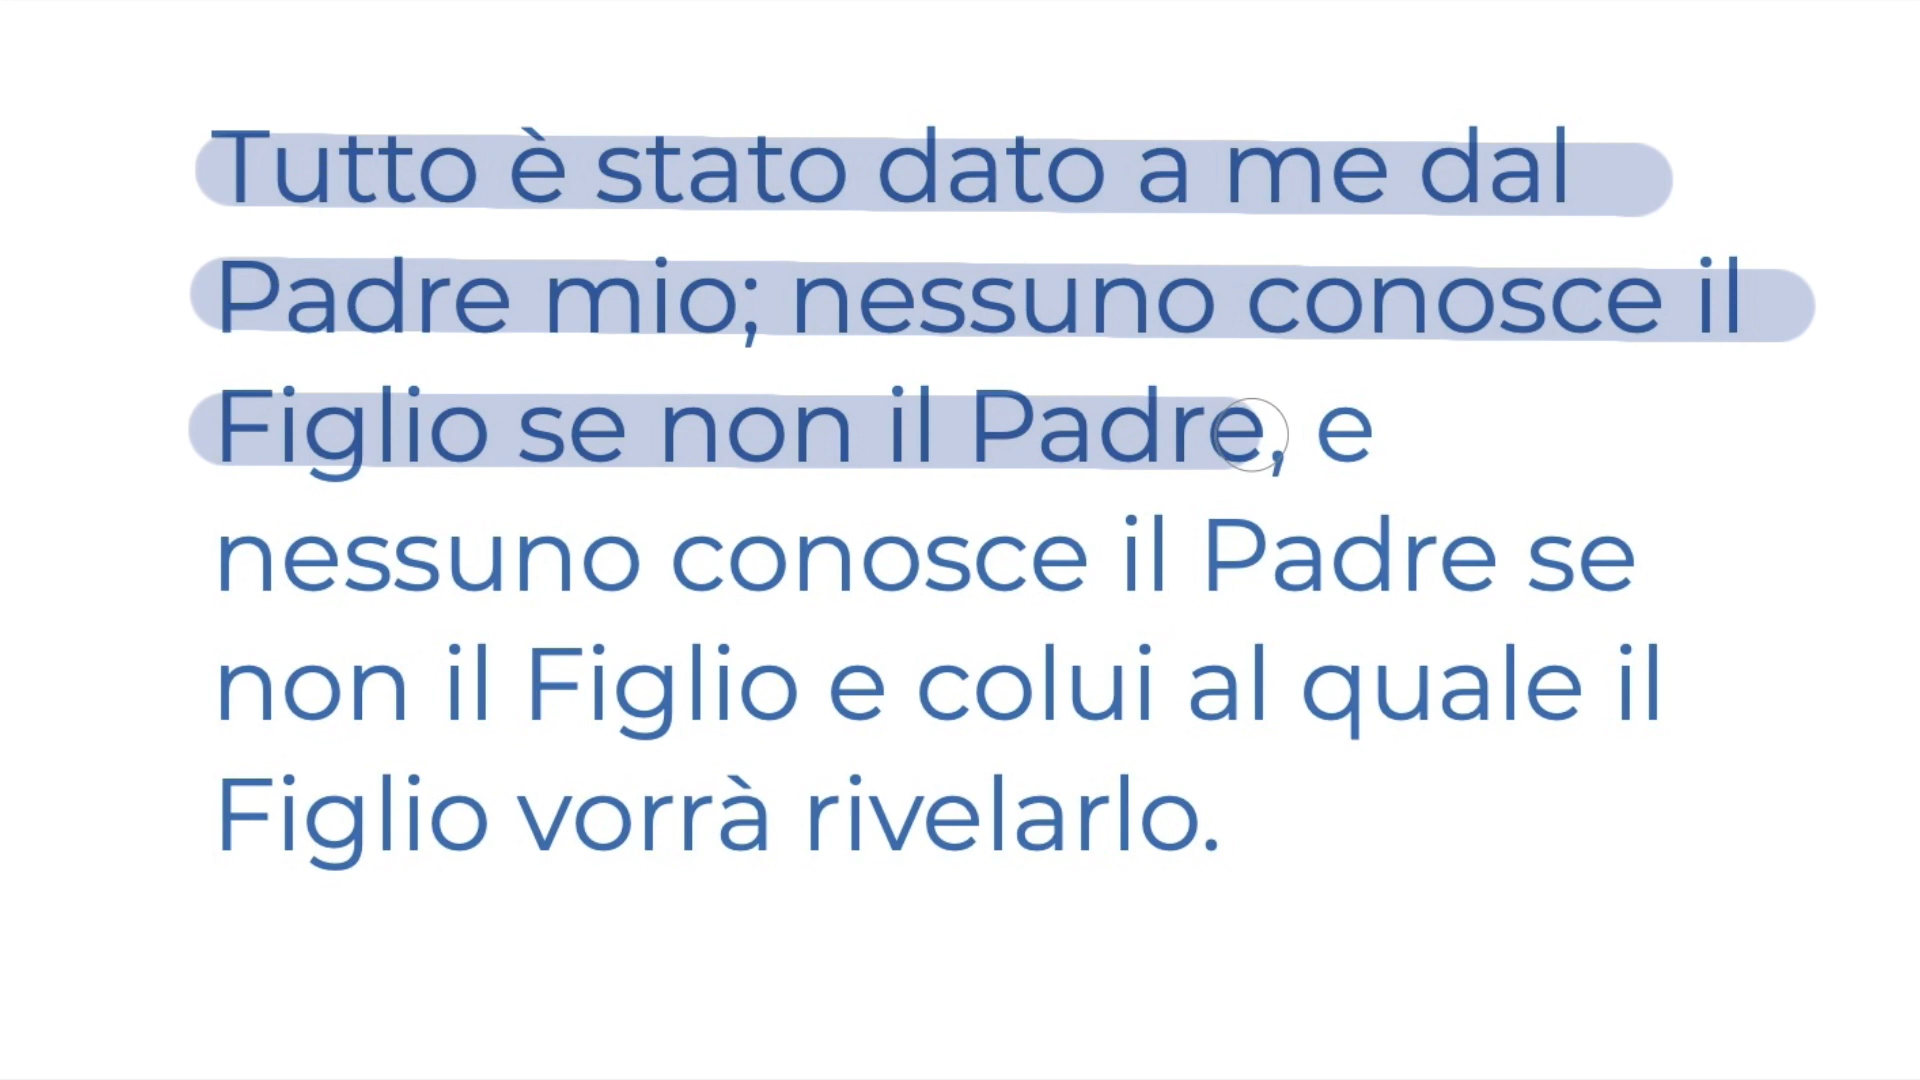 Tutto è stato dato a me dal
Padre mio; nessuno conosce il
Figlio se non il Padre, e
nessuno conosce il Padre se
non il Figlio e colui al quale il
Figlio vorrà rivelarlo.